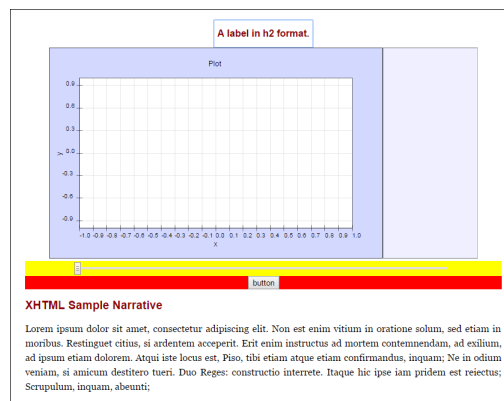 A label in h2 format.
Plot
0.9
0.6
0.3
y 0.0
-0.3
-0.6
-0.9
-1.0 -0.9 -0.8 -0.7 -0.6 -0.5 -0.4 -0.3 -0.2 -0.1 0.0 0.1 0.2 0.3 0.4 0.5 0.6 0.7 0.8 0.9 1.0
x
button
XHTML Sample Narrative
Lorem ipsum dolor sit amet, consectetur adipiscing elit. Non est enim vitium in oratione solum, sed etiam in
moribus. Restinguet citius, si ardentem acceperit. Erit enim instructus ad mortem contemnendam, ad exilium,
ad ipsum etiam dolorem. Atqui iste locus est, Piso, tibi etiam atque etiam confirmandus, inquam; Ne in odium
veniam, si amicum destitero tueri. Duo Reges: constructio interrete. Itaque hic ipse iam pridem est reiectus;
Scrupulum, inquam, abeunti;